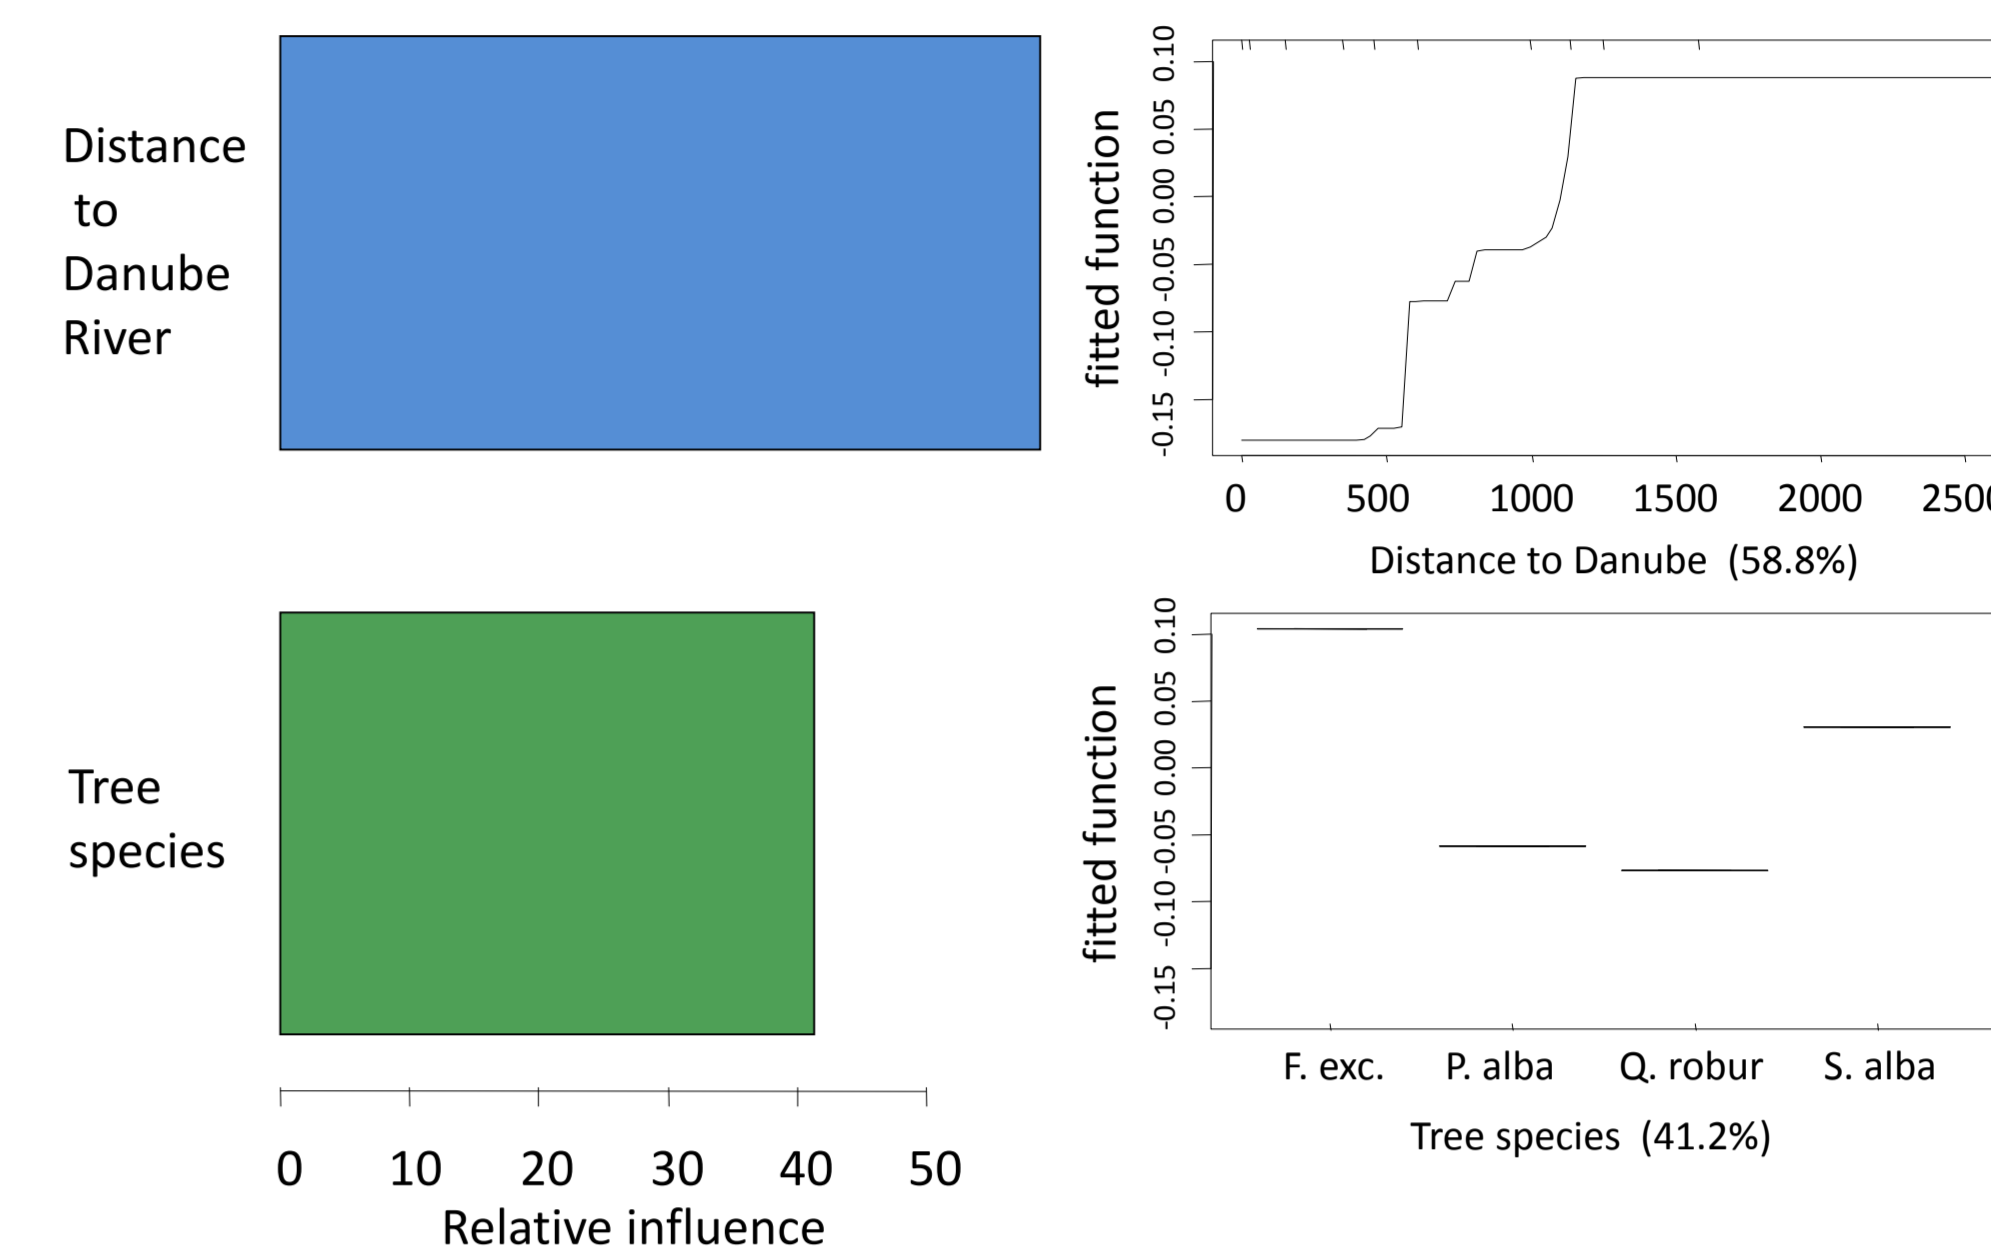 Distance
to
Danube
River
fitted function
0.10
0.05
0.00
-0.05
-0.10
-0.15
0 500 1000 1500 2000 2500
Distance to Danube (58.8%)
Tree
species
fitted function
0.10
0.05
0.00
-0.05
-0.10
-0.15
F. exc. P. alba Q. robur S. alba
Tree species (41.2%)
0 10 20 30 40 50
Relative influence